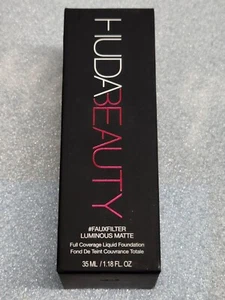 HUDABEAUTY
#FAUXFILTER
LUMINOUS MATTE
Full Coverage Liquid Foundation
Fond De Teint Couvrance Totale
35 ML / 1.18 FL. OZ